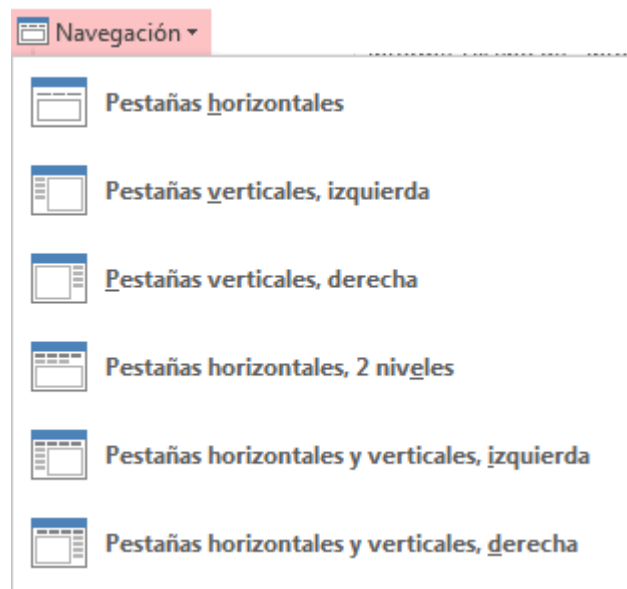 Navegación
Pestañas horizontales
Pestañas verticales, izquierda
Pestañas verticales, derecha
Pestañas horizontales, 2 niveles
Pestañas horizontales y verticales, izquierda
Pestañas horizontales y verticales, derecha